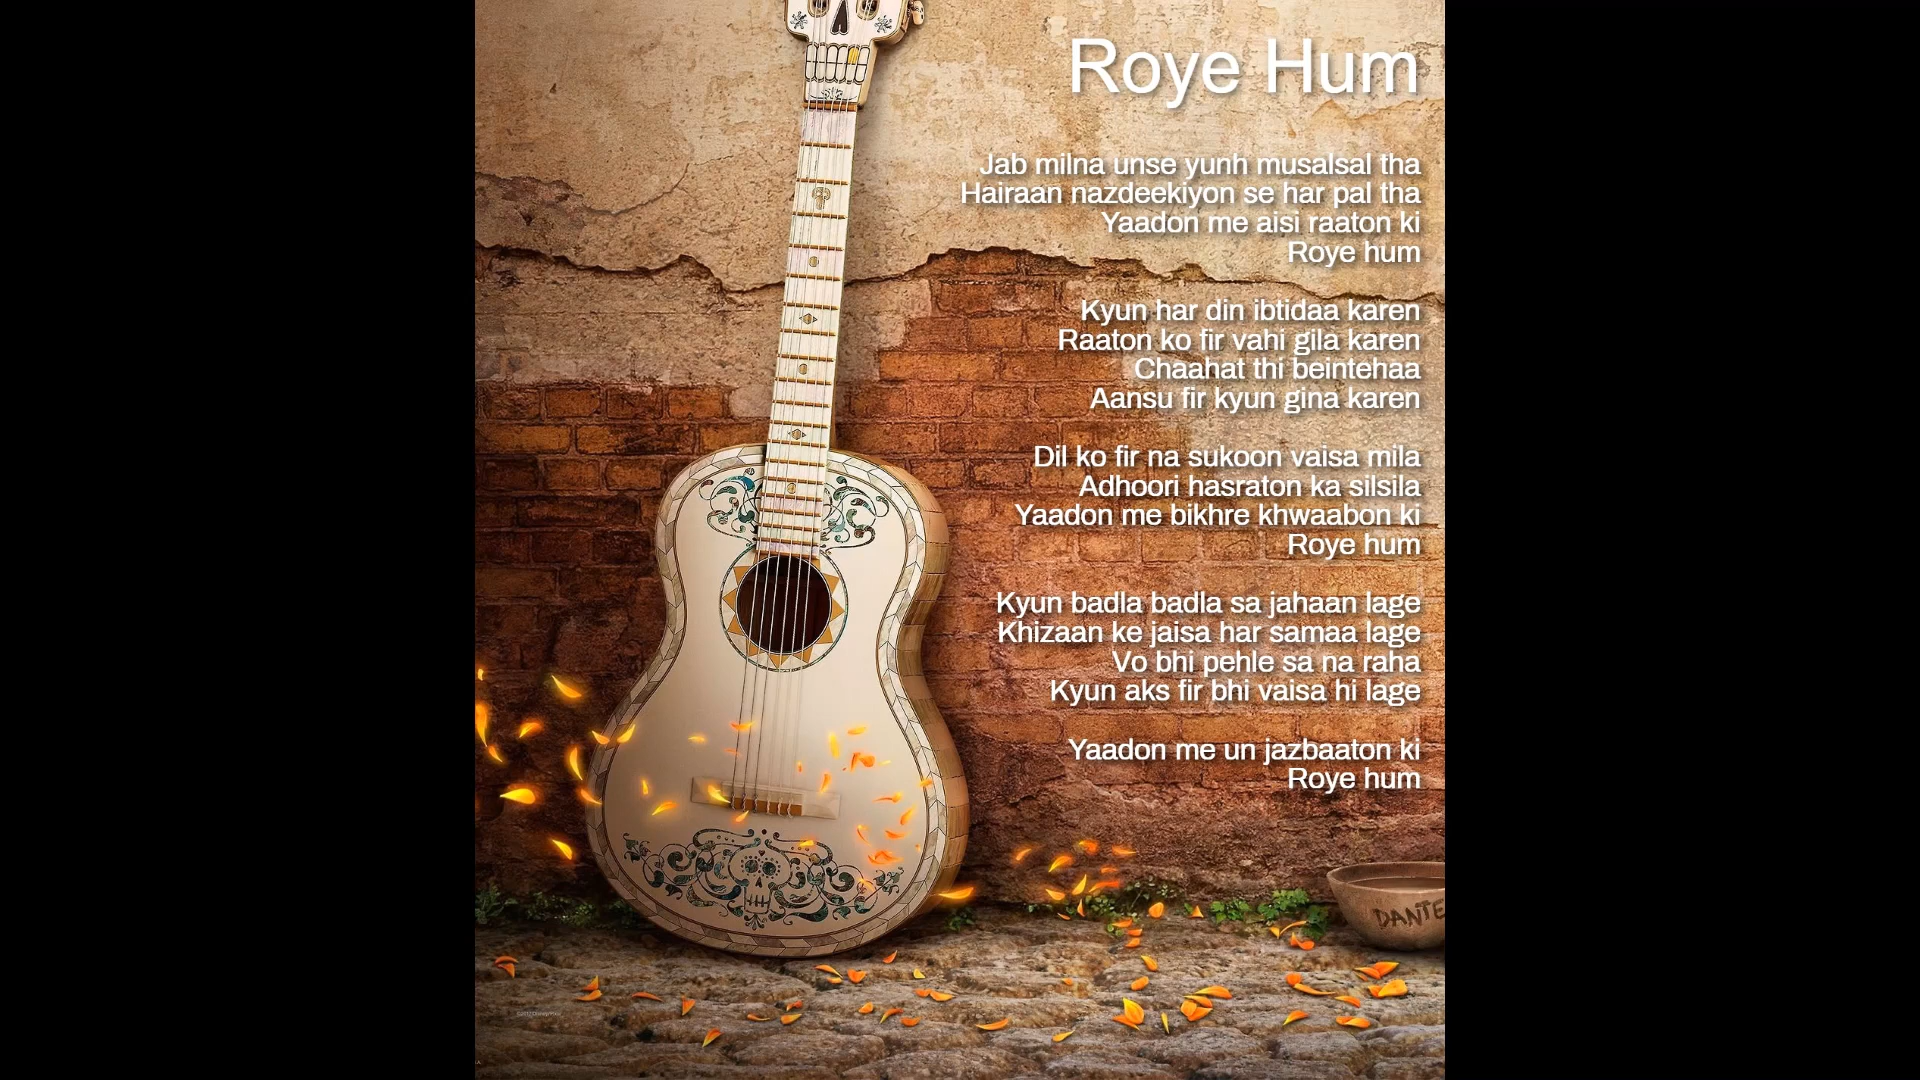 Roye Hum
Jab milna unse yunh musalsal tha
Hairaan nazdeekiyon se har pal tha
Yaadon me aisi raaton ki
Roye hum
Kyun har din ibtidaa karen
Raaton ko fir vahi gila karen
Chaahat thi beintehaa
Aansu fir kyun gina karen
Dil ko fir na sukoon vaisa mila
Adhoori hasraton ka silsila
Yaadon me bikhre khwaabon ki
Roye hum
Kyun badla badla sa jahaan lage
Khizaan ke jaisa har samaa lage
Vo bhi pehle sa na raha
Kyun aks fir bhi vaisa hi lage
Yaadon me un jazbaaton ki
Roye hum
DANTE